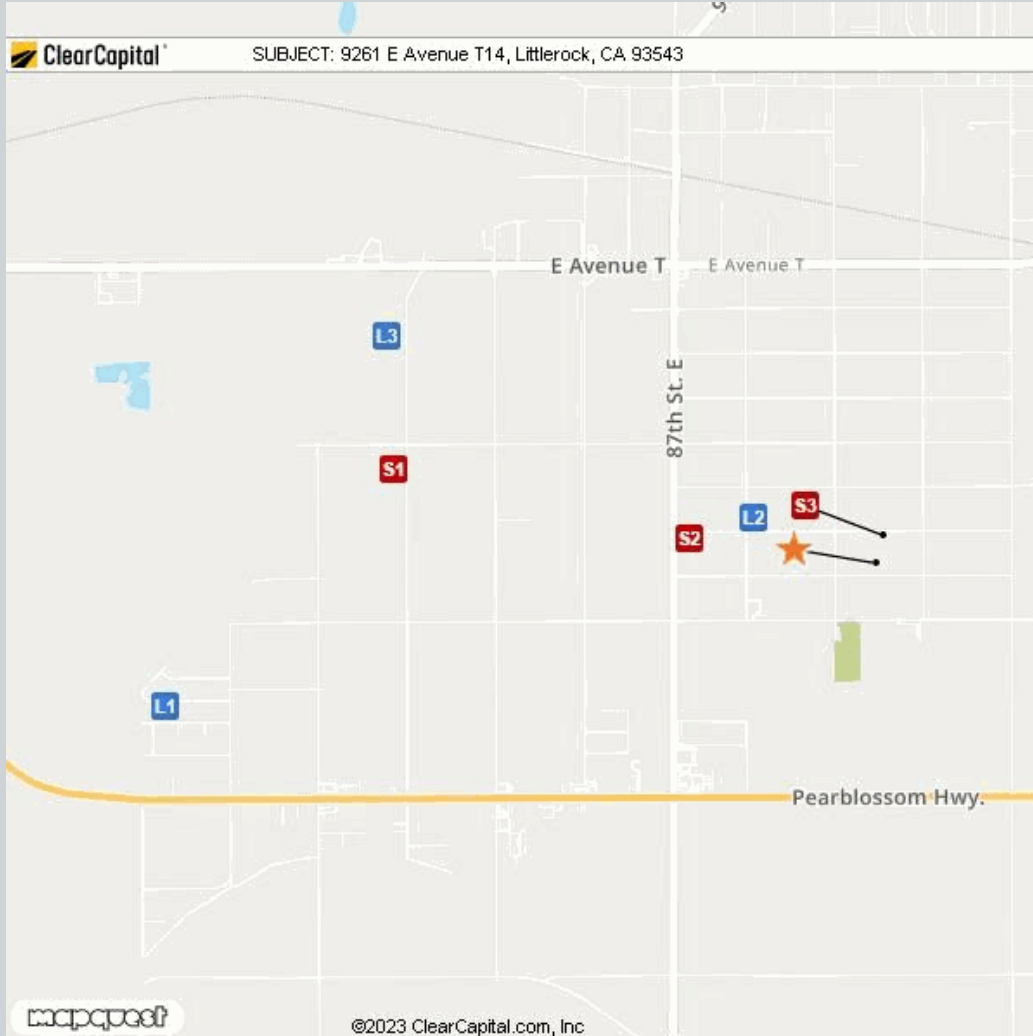 ClearCapital
SUBJECT: 9261 E Avenue T14, Littlerock, CA 93543
E Avenue T
E Avenue T
L3
87th St. E
S1
S3
L2
S2
L1
Pearblossom Hwy.
mapquest
©2023 ClearCapital.com, Inc